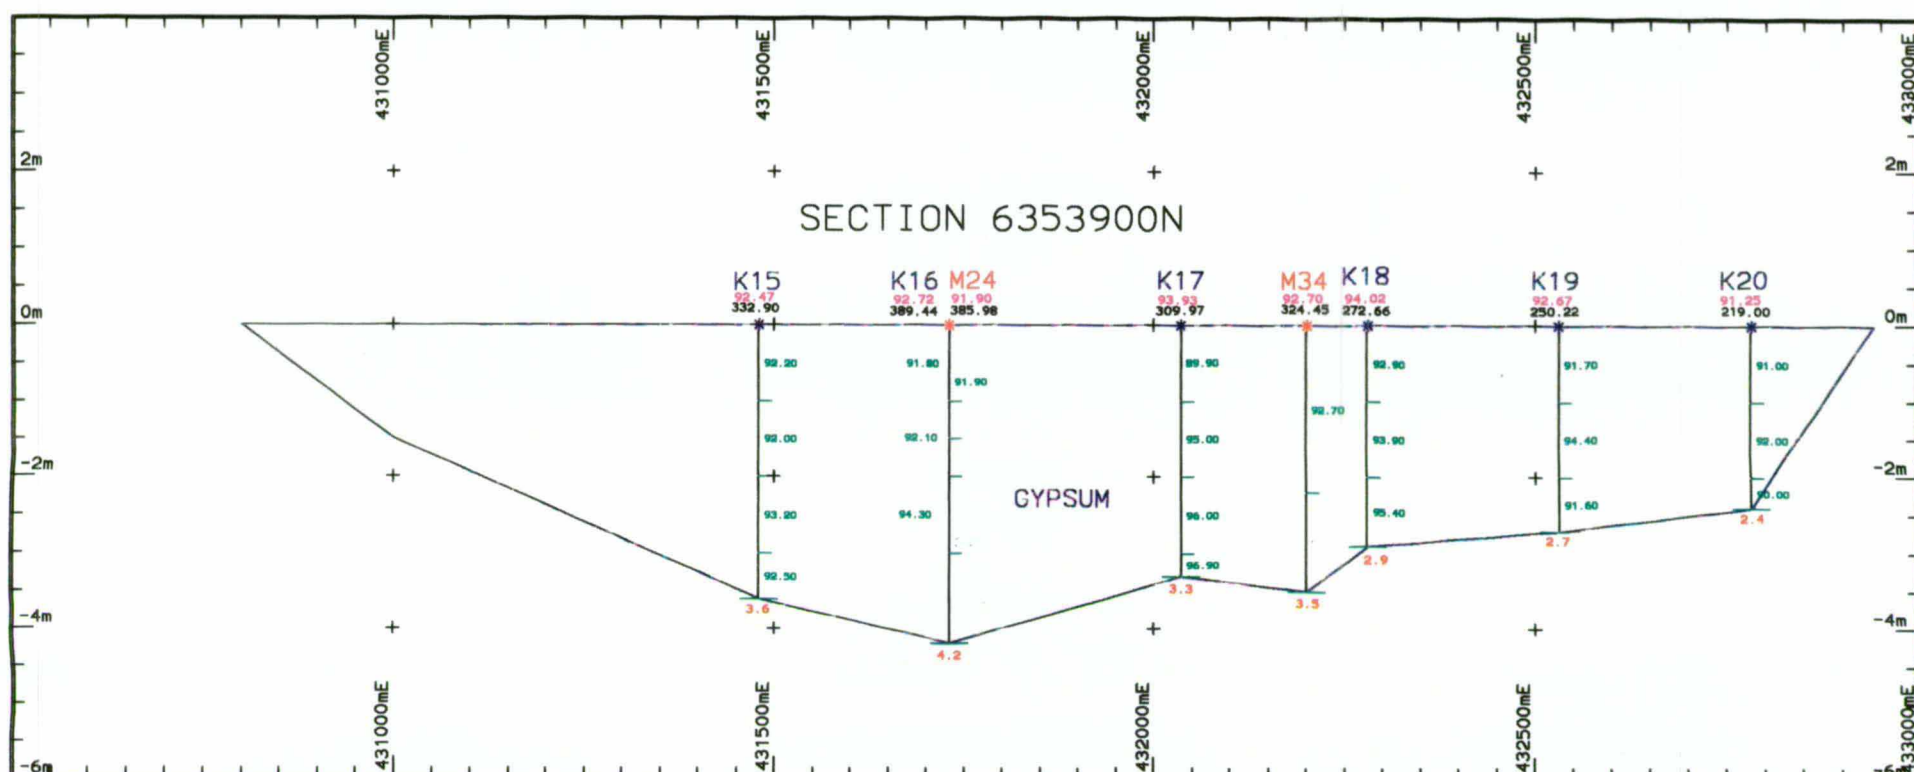 431000mE 431500mE 432000mE 432500mE 433000mE
2m 2m
SECTION 6353900N
K15 K16 M24 K17 M34 K18 K19 K20
92.47 92.72 91.90 93.93 92.70 94.02 92.67 91.25
332.90 389.44 385.98 309.97 324.45 272.66 250.22 219.00
0m 0m
92.20 91.80 91.90 89.90 92.90 91.70 91.00
92.70
92.00 92.10 95.00 93.90 94.40 92.00
-2m -2m
GYPSUM
93.20 94.30 96.00 95.40 91.60 90.00
92.50 96.90
3.6 4.2 3.3 3.5 2.9 2.7 2.4
-4m -4m
431000mE 431500mE 432000mE 432500mE 433000mE
-6m